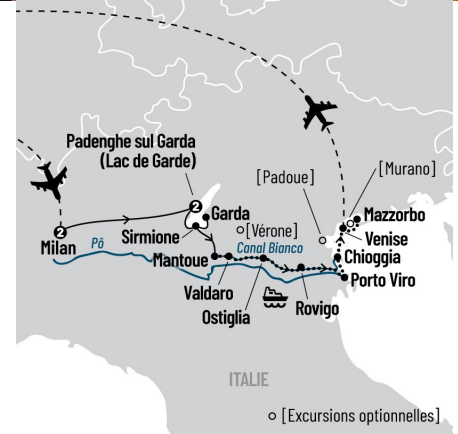 Padenghe sul Garda
(Lac de Garde)
[Padoue]
[Murano]
2
2
Milan
Garda
Sirmione
[Vérone]
Mazzorbo
Venise
Pô
Mantoue
Canal Bianco
Chioggia
Valdaro
Porto Viro
Ostiglia
Rovigo
ITALIE
[Excursions optionnelles]